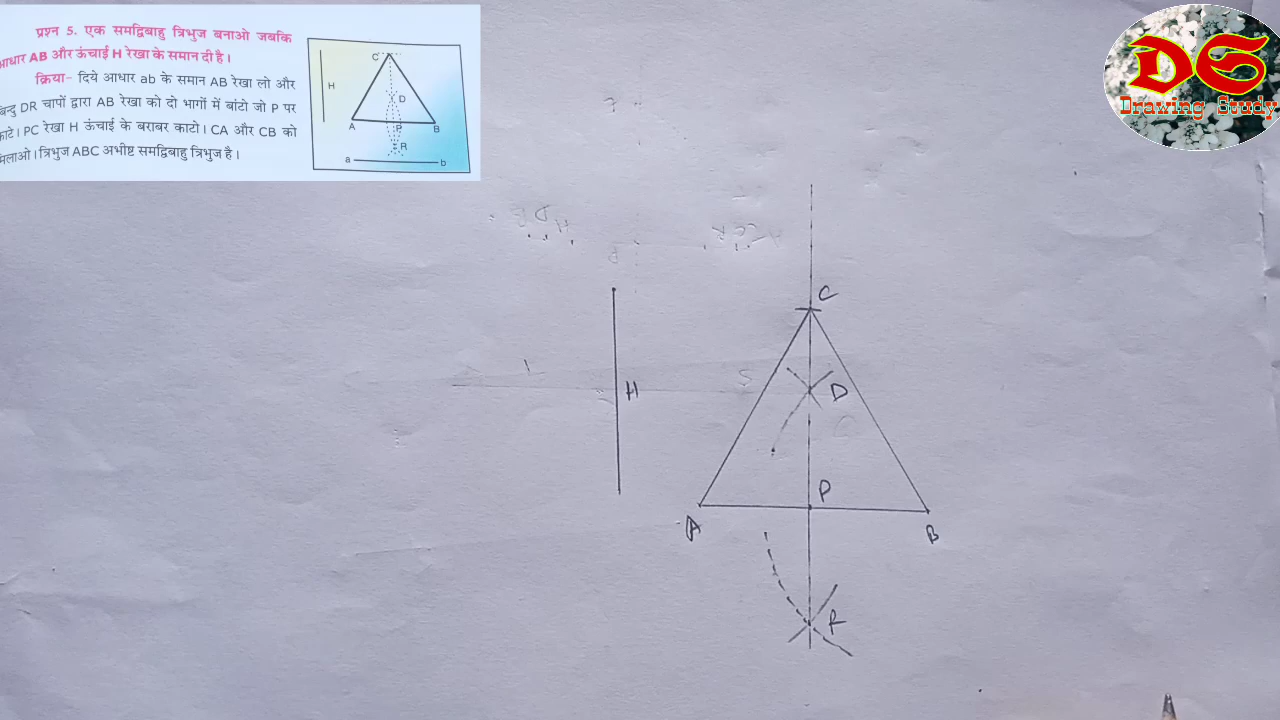 प्रश्न 5. एक समद्विबाहु त्रिभुज बनाओ जबकि
आधार AB और ऊंचाई H रेखा के समान दी है।
क्रिया- दिये आधार ab के समान AB रेखा लो और
बिन्दु DR चापों द्वारा AB रेखा को दो भागों में बांटो जो P पर
काटे। PC रेखा H ऊंचाई के बराबर काटो। CA और CB को
मिलाओ। त्रिभुज ABC अभीष्ट समद्विबाहु त्रिभुज है।
C
H
D
A
P
B
R
a
b
DS
Drawing Study
C
H
D
P
A
B
R